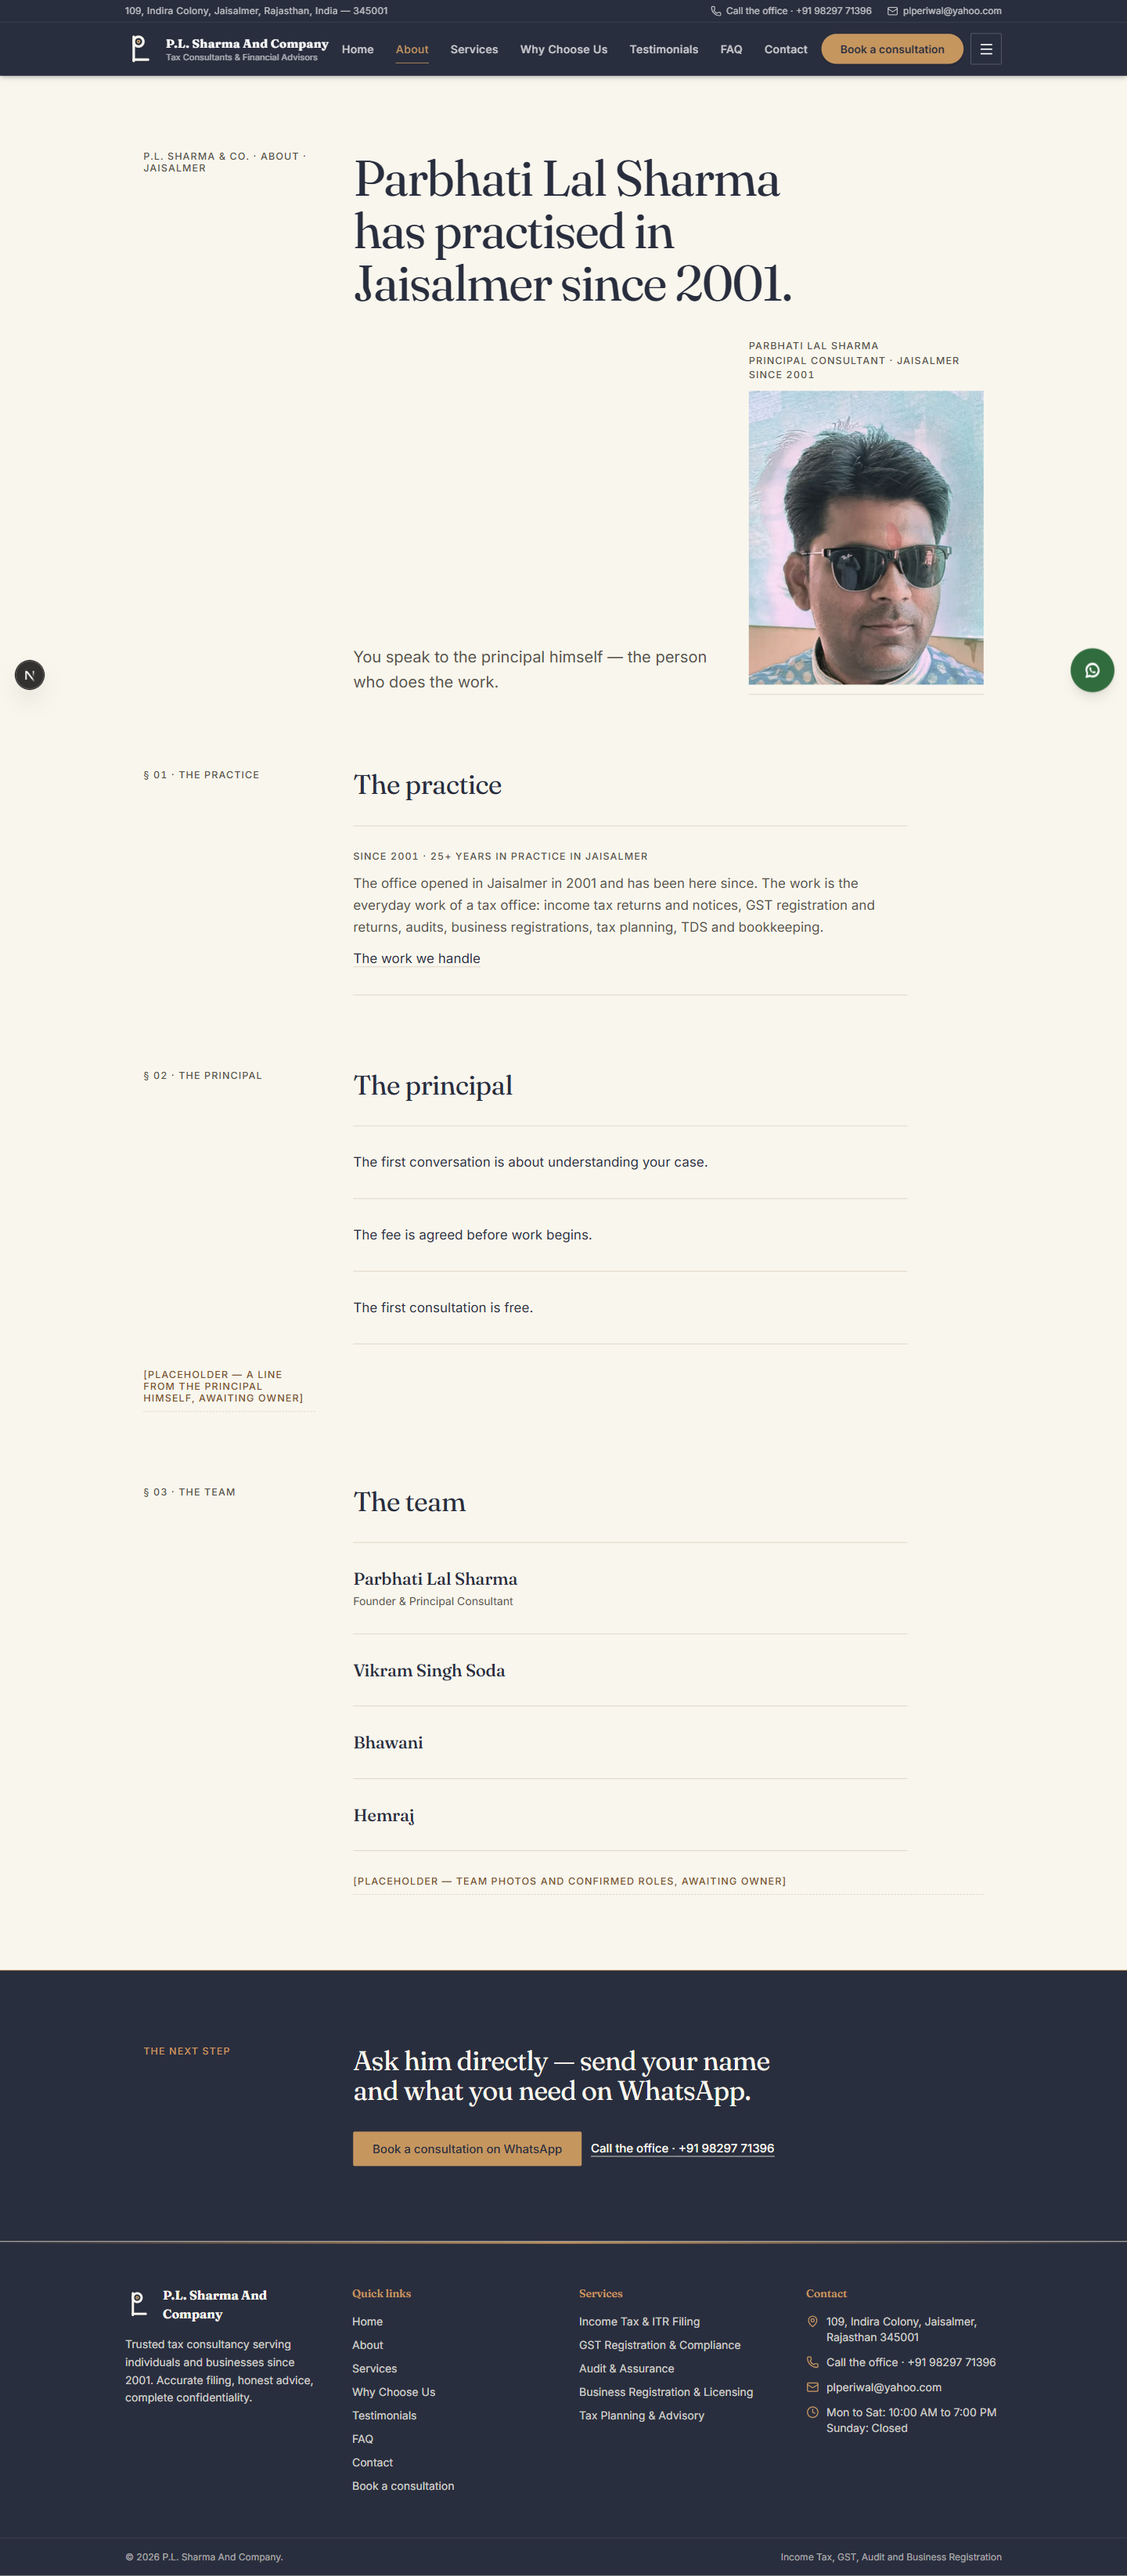 109, Indira Colony, Jaisalmer, Rajasthan, India — 345001
Call the office · +91 98297 71396
plperiwal@yahoo.com
P.L. Sharma And Company
Tax Consultants & Financial Advisors
Home
About
Services
Why Choose Us
Testimonials
FAQ
Contact
Book a consultation
P.L. SHARMA & CO. · ABOUT ·
JAISALMER
Parbhati Lal Sharma
has practised in
Jaisalmer since 2001.
PARBHATI LAL SHARMA
PRINCIPAL CONSULTANT · JAISALMER
SINCE 2001
You speak to the principal himself — the person
who does the work.
N
§ 01 · THE PRACTICE
The practice
SINCE 2001 · 25+ YEARS IN PRACTICE IN JAISALMER
The office opened in Jaisalmer in 2001 and has been here since. The work is the
everyday work of a tax office: income tax returns and notices, GST registration and
returns, audits, business registrations, tax planning, TDS and bookkeeping.
The work we handle
§ 02 · THE PRINCIPAL
The principal
The first conversation is about understanding your case.
The fee is agreed before work begins.
The first consultation is free.
[PLACEHOLDER — A LINE
FROM THE PRINCIPAL
HIMSELF, AWAITING OWNER]
§ 03 · THE TEAM
The team
Parbhati Lal Sharma
Founder & Principal Consultant
Vikram Singh Soda
Bhawani
Hemraj
[PLACEHOLDER — TEAM PHOTOS AND CONFIRMED ROLES, AWAITING OWNER]
THE NEXT STEP
Ask him directly — send your name
and what you need on WhatsApp.
Book a consultation on WhatsApp
Call the office · +91 98297 71396
P.L. Sharma And
Company
Trusted tax consultancy serving
individuals and businesses since
2001. Accurate filing, honest advice,
complete confidentiality.
Quick links
Home
About
Services
Why Choose Us
Testimonials
FAQ
Contact
Book a consultation
Services
Income Tax & ITR Filing
GST Registration & Compliance
Audit & Assurance
Business Registration & Licensing
Tax Planning & Advisory
Contact
109, Indira Colony, Jaisalmer,
Rajasthan 345001
Call the office · +91 98297 71396
plperiwal@yahoo.com
Mon to Sat: 10:00 AM to 7:00 PM
Sunday: Closed
© 2026 P.L. Sharma And Company.
Income Tax, GST, Audit and Business Registration